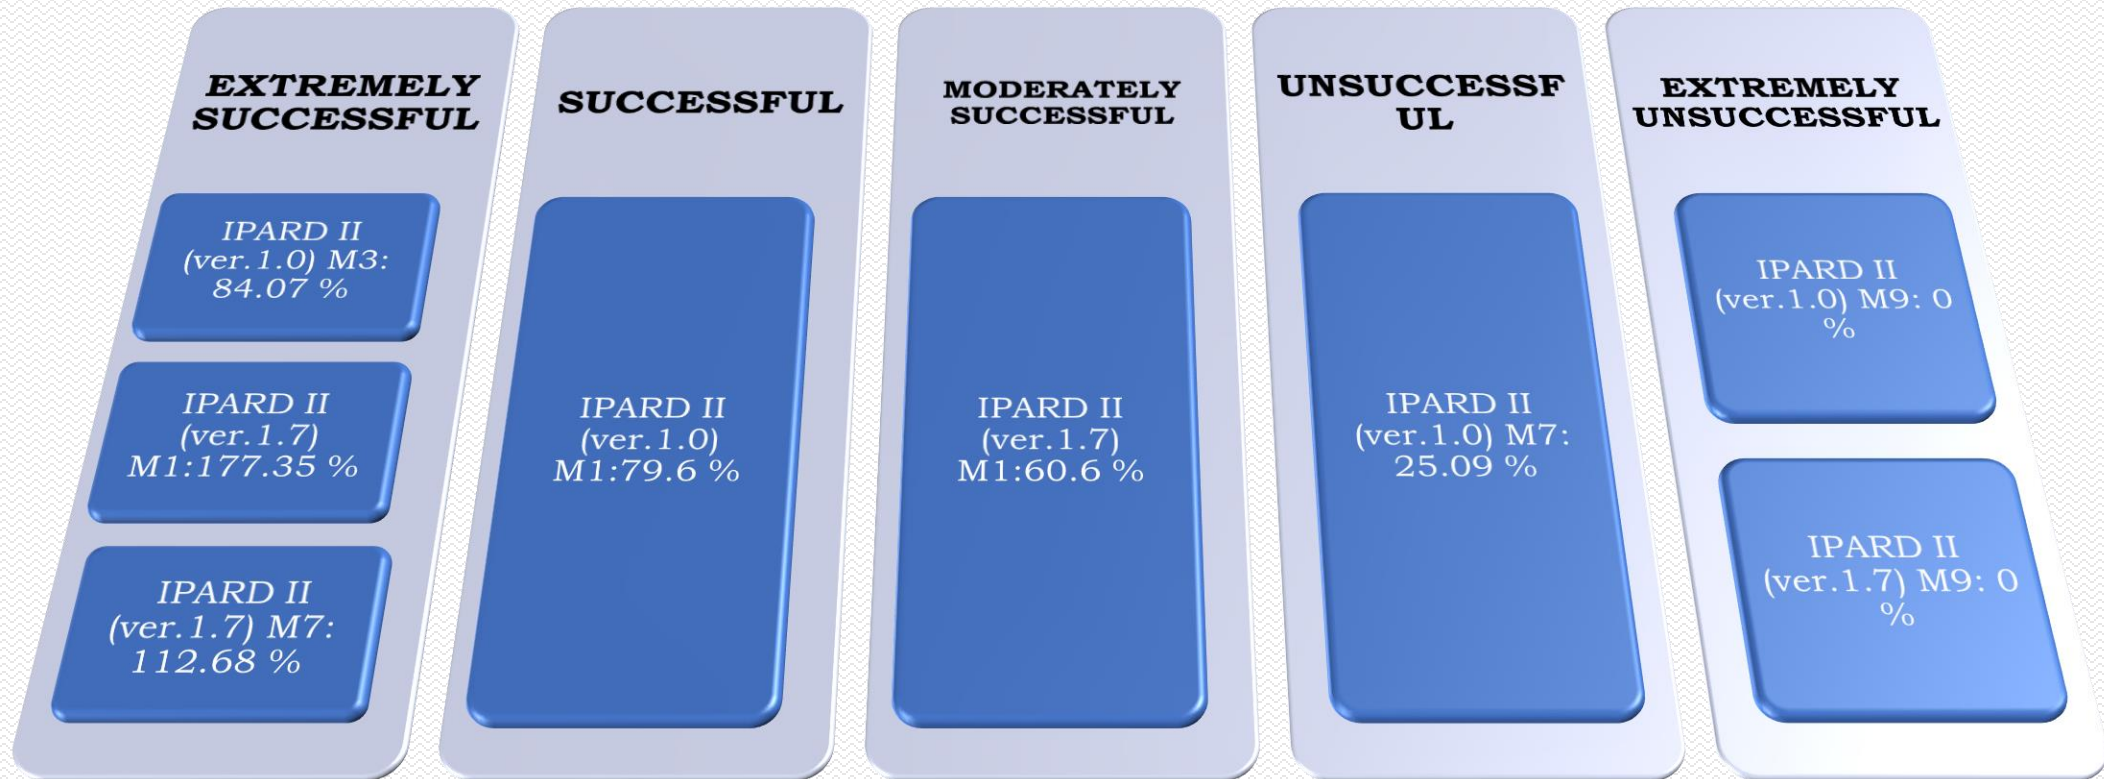 EXTREMELY
SUCCESSFUL
IPARD II
(ver.1.0) M3:
84.07 %
IPARD II
(ver.1.7)
M1:177.35 %
IPARD II
(ver.1.7) M7:
112.68 %
SUCCESSFUL
IPARD II
(ver.1.0)
M1:79.6 %
MODERATELY
SUCCESSFUL
IPARD II
(ver.1.7)
M1:60.6 %
UNSUCCESSF
UL
IPARD II
(ver.1.0) M7:
25.09 %
EXTREMELY
UNSUCCESSFUL
IPARD II
(ver.1.0) M9: 0
%
IPARD II
(ver.1.7) M9: 0
%